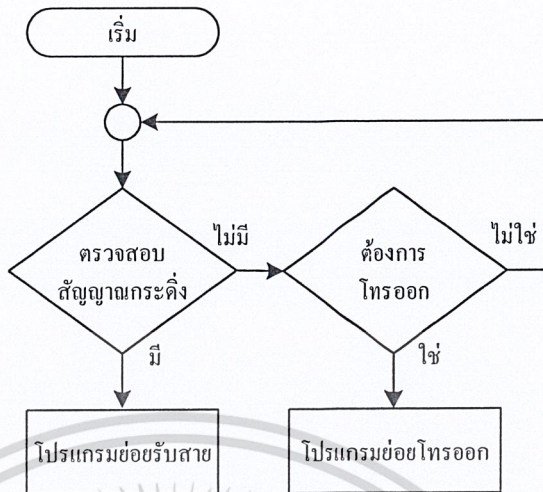 เริ่ม
ตรวจสอบ
สัญญาณกระดิ่ง
ไม่มี
ต้องการ
โทรออก
ไม่ใช่
มี
ใช่
โปรแกรมย่อยรับสาย
โปรแกรมย่อยโทรออก